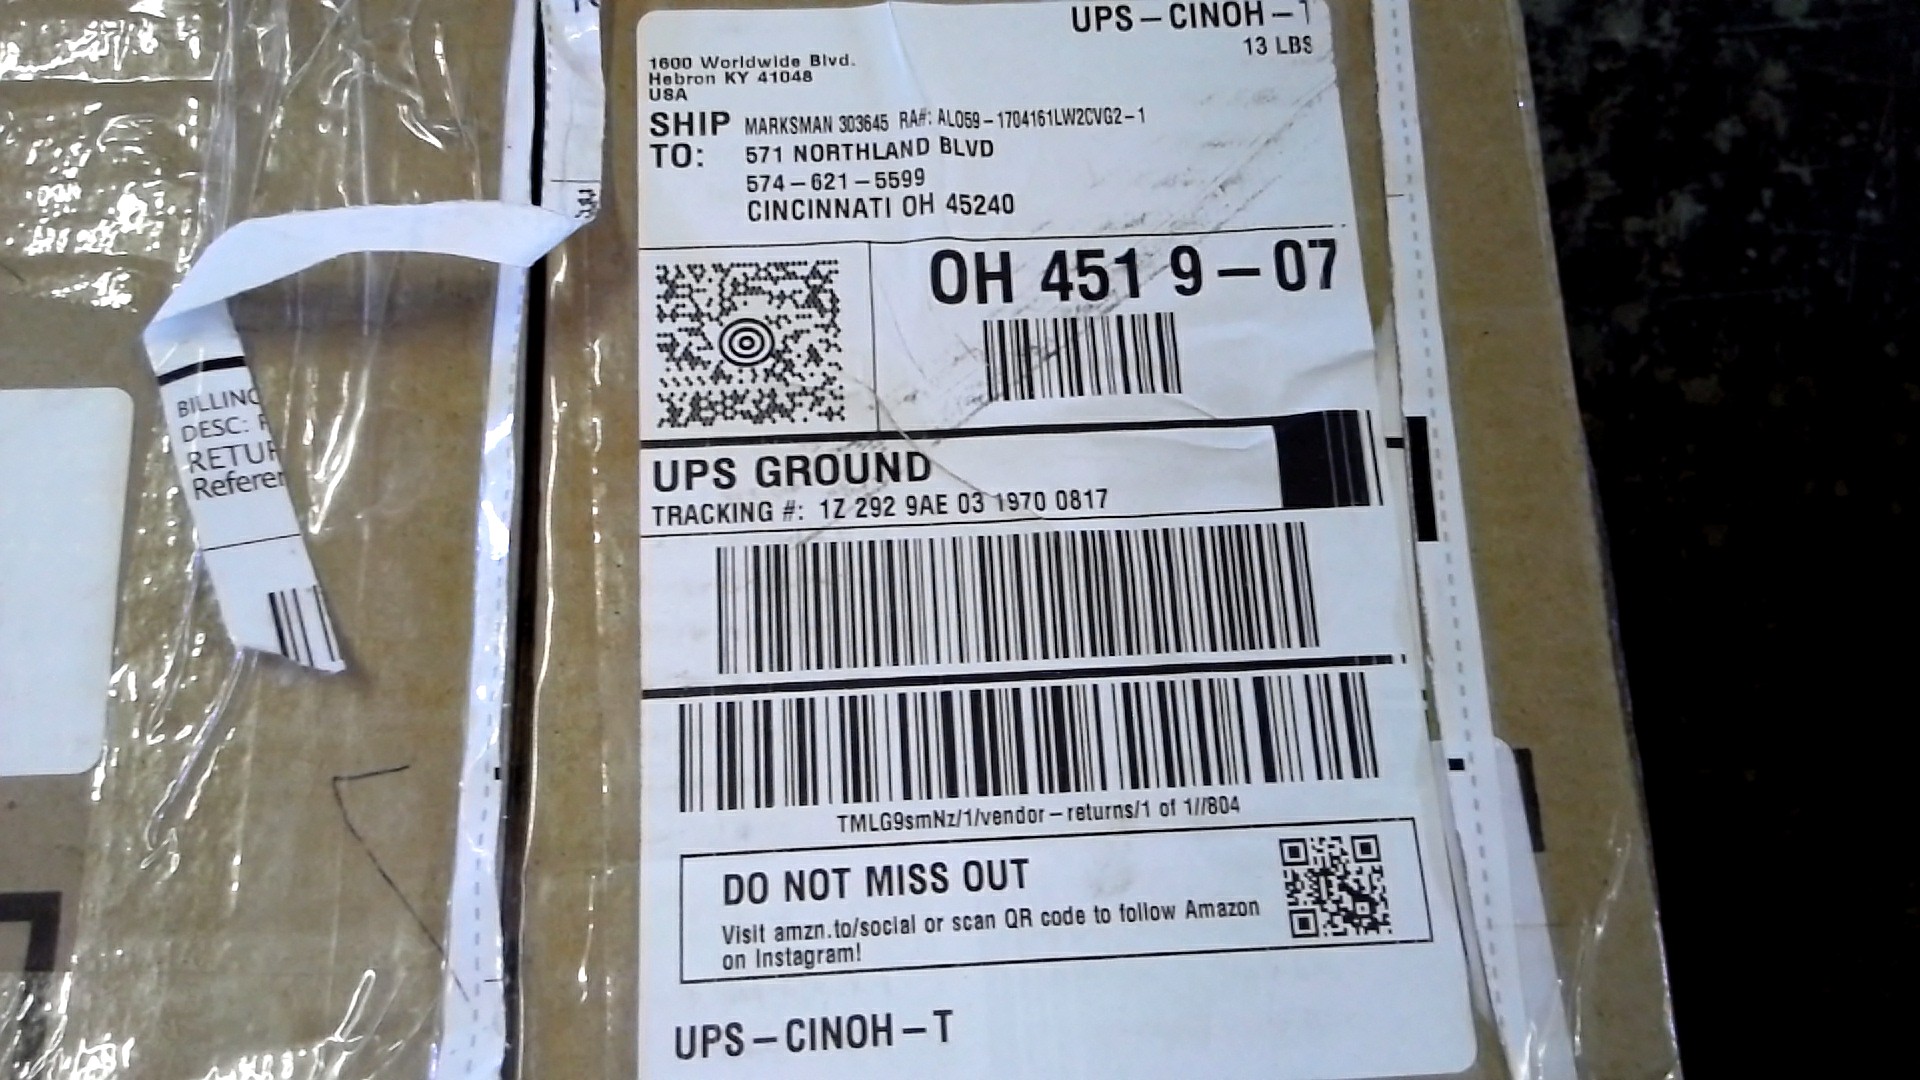 UPS-CINOH-T
13 LBS
1600 Worldwide Blvd.
Hebron KY 41048
USA
SHIP TO:
MARKSMAN 303645 RA#: AL059-1704161LW2CVG2-1
571 NORTHLAND BLVD
574-621-5599
CINCINNATI OH 45240
OH 451 9-07
UPS GROUND
TRACKING #: 1Z 292 9AE 03 1970 0817
TMLG9smNz/1/vendor-returns/1 of 1//804
DO NOT MISS OUT
Visit amzn.to/social or scan QR code to follow Amazon
on Instagram!
UPS-CINOH-T
BILLING
DESC:
RETUR
Referen